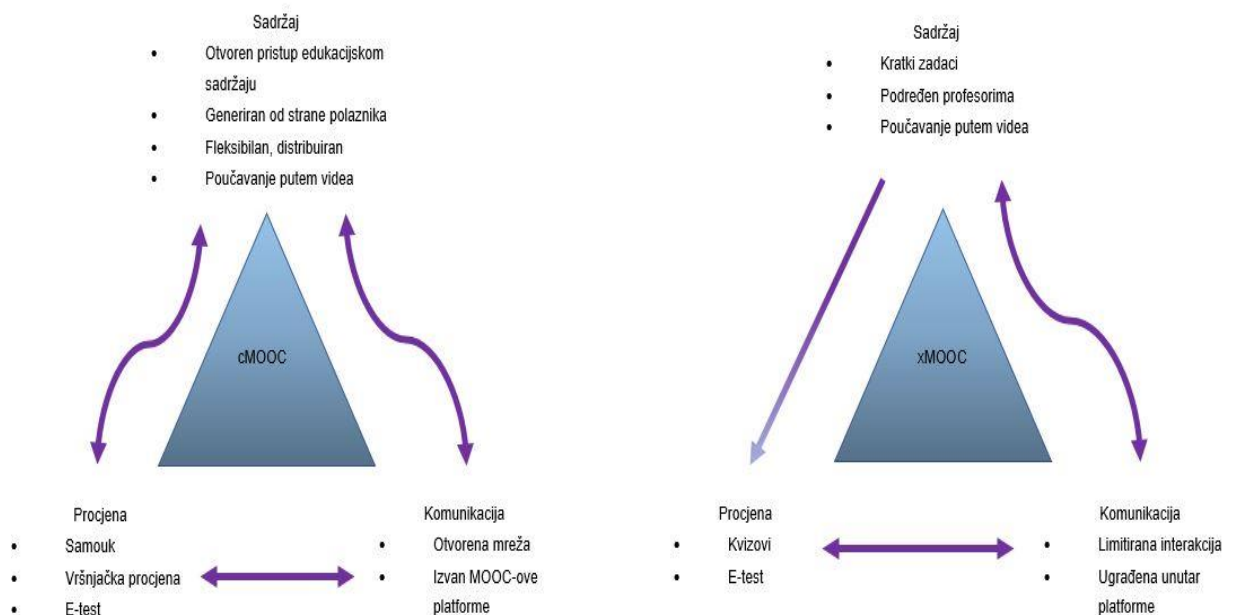 Sadržaj
• Otvoren pristup edukacijskom
sadržaju
• Generiran od strane polaznika
• Fleksibilan, distribuiran
• Poučavanje putem videa
cMOOC
Procjena
• Samouk
• Vršnjačka procjena
• E-test
Komunikacija
• Otvorena mreža
• Izvan MOOC-ove
platforme
Sadržaj
• Kratki zadaci
• Podređen profesorima
• Poučavanje putem videa
xMOOC
Procjena
• Kvizovi
• E-test
Komunikacija
• Limitirana interakcija
• Ugrađena unutar
platforme